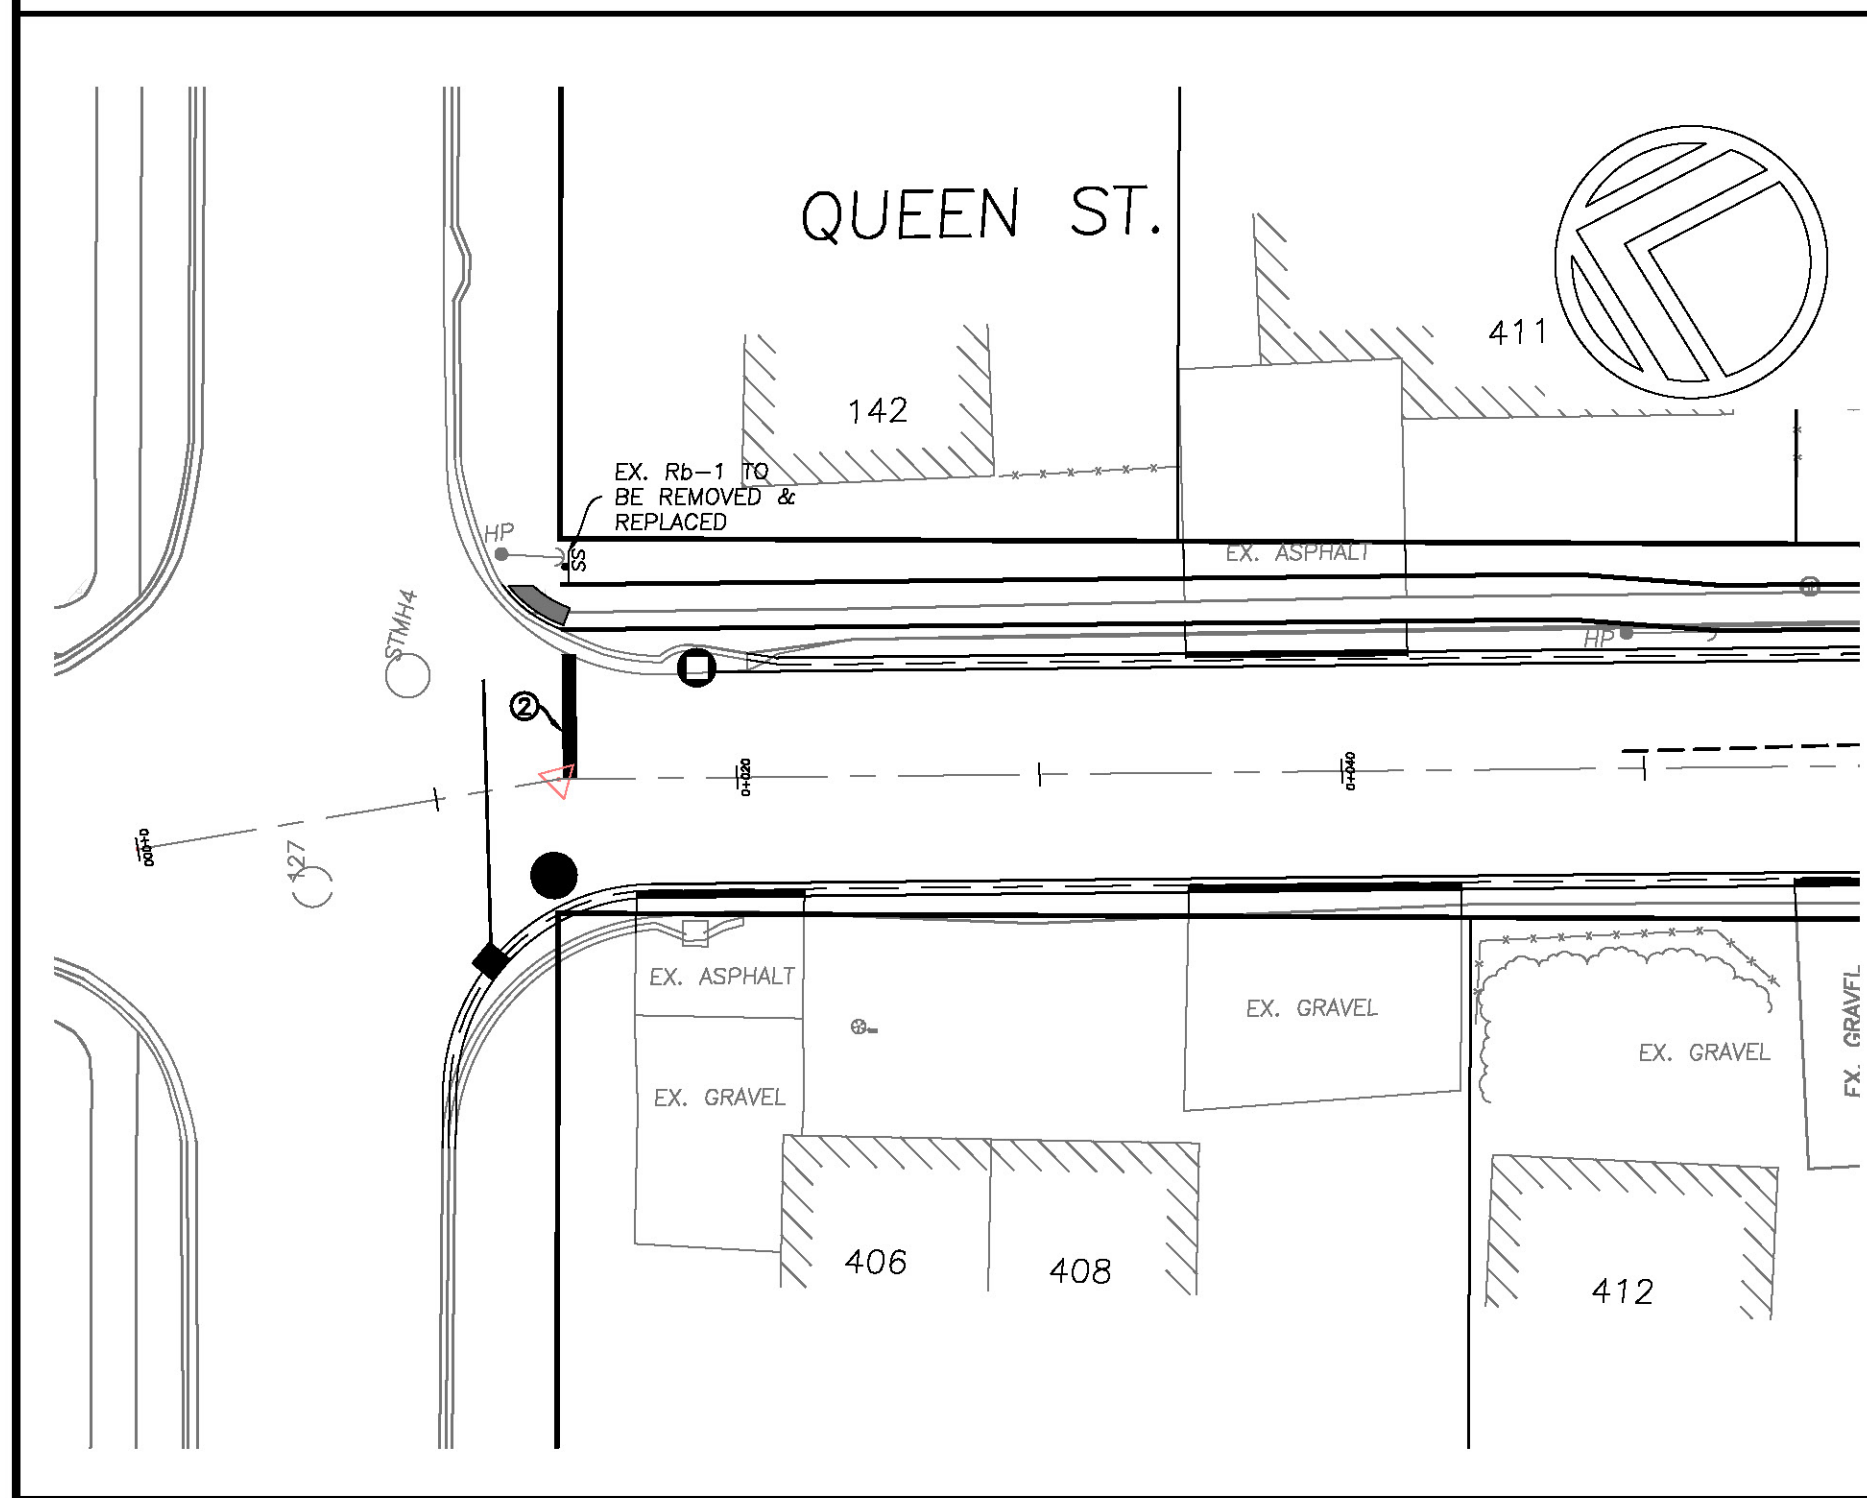 QUEEN ST.
411
142
EX. Rb-1 TO
BE REMOVED &
REPLACED
HP
SS
EX. ASPHALT
STMH4
HP
2
0+020
0+040
0+000
127
EX. ASPHALT
EX. GRAVEL
EX. GRAVEL
EX. GRAVEL
EX. GRAVEL
406
408
412